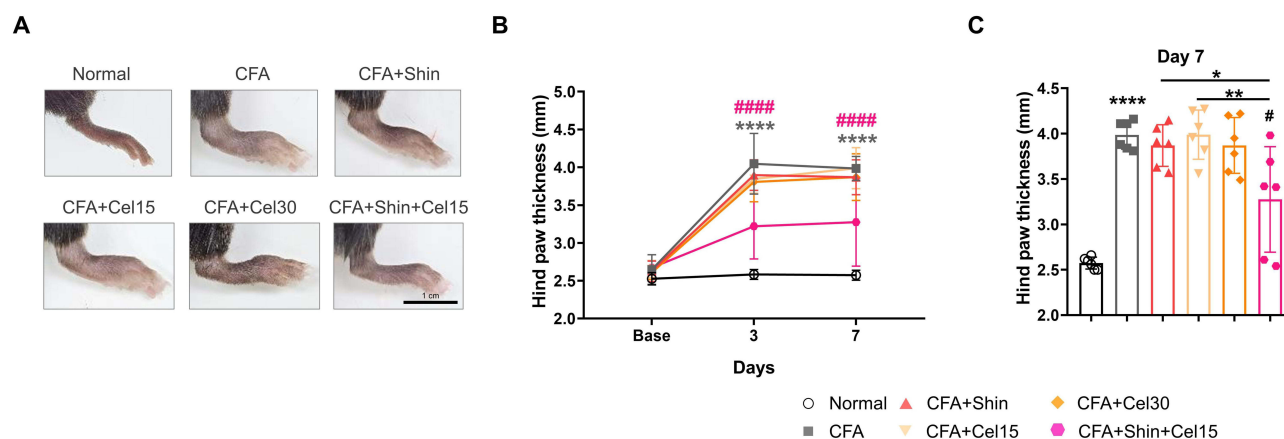 A
Normal
CFA
CFA+Shin
CFA+Cel15
CFA+Cel30
CFA+Shin+Cel15
1 cm
B
Hind paw thickness (mm)
5.0
4.5
4.0
3.5
3.0
2.5
2.0
####
****
####
****
Base
3
7
Days
C
Day 7
Hind paw thickness (mm)
4.5
4.0
3.5
3.0
2.5
2.0
****
*
**
#
Normal
CFA+Shin
CFA+Cel30
CFA
CFA+Cel15
CFA+Shin+Cel15